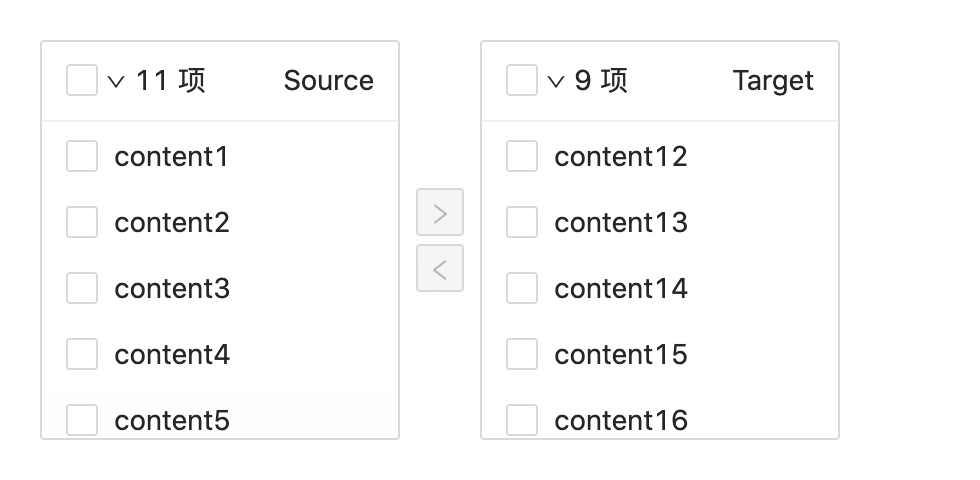 11 项 Source
content1
content2
content3
content4
content5
9 项 Target
content12
content13
content14
content15
content16